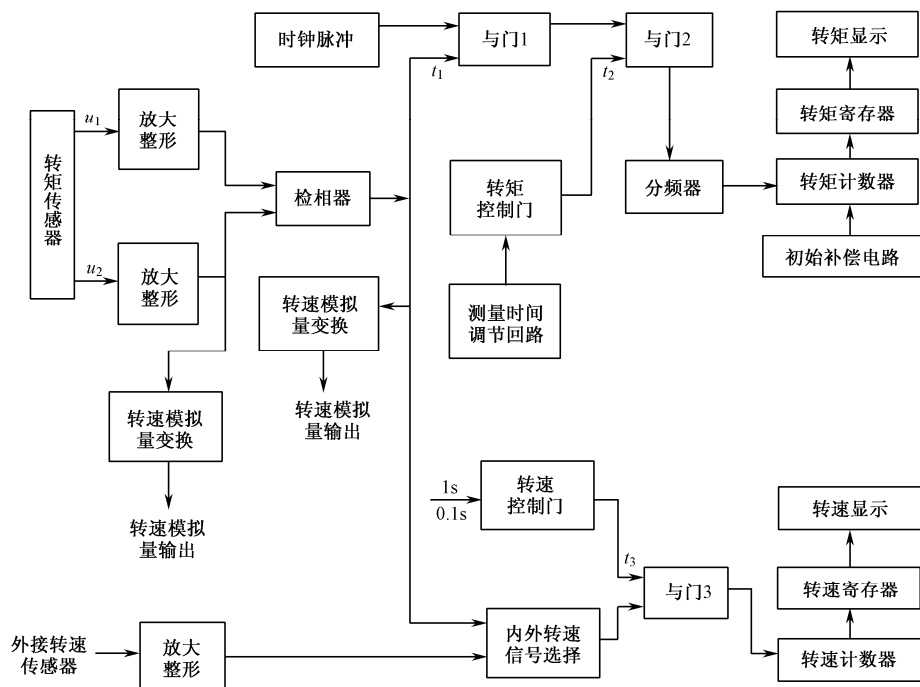 时钟脉冲
与门1
与门2
转矩显示
t1
t2
u1
放大
整形
转矩寄存器
转矩传感器
检相器
转矩
控制门
分频器
转矩计数器
u2
放大
整形
初始补偿电路
转速模拟
量变换
测量时间
调节回路
转速模拟
量变换
转速模拟
量输出
转速模拟
量输出
1s
0.1s
转速
控制门
转速显示
t3
与门3
转速寄存器
外接转速
传感器
放大
整形
内外转速
信号选择
转速计数器